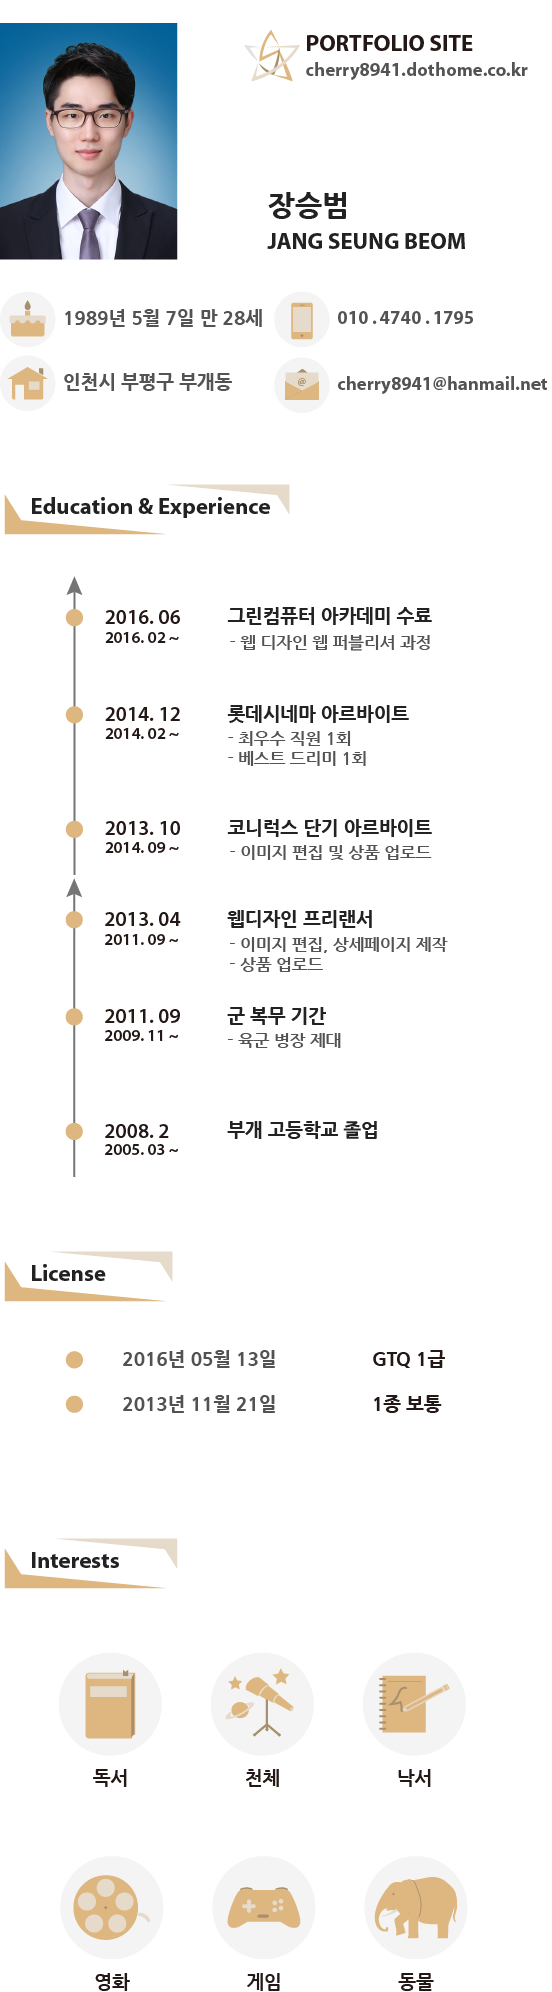 PORTFOLIO SITE
cherry8941.dothome.co.kr
장승범
JANG SEUNG BEOM
1989년 5월 7일 만 28세
010 . 4740 . 1795
인천시 부평구 부개동
@
cherry8941@hanmail.net
Education & Experience
2016. 06 그린컴퓨터 아카데미 수료
2016. 02 ~ - 웹 디자인 웹 퍼블리셔 과정
2014. 12 롯데시네마 아르바이트
2014. 02 ~ - 최우수 직원 1회
- 베스트 드리미 1회
2013. 10 코니럭스 단기 아르바이트
2014. 09 ~ - 이미지 편집 및 상품 업로드
2013. 04 웹디자인 프리랜서
2011. 09 ~ - 이미지 편집, 상세페이지 제작
- 상품 업로드
2011. 09 군 복무 기간
2009. 11 ~ - 육군 병장 제대
2008. 2 부개 고등학교 졸업
2005. 03 ~
License
2016년 05월 13일 GTQ 1급
2013년 11월 21일 1종 보통
Interests
독서 천체 낙서
영화 게임 동물